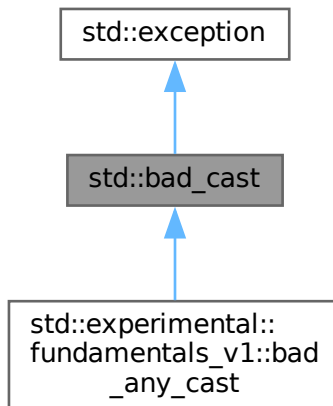 std::exception
std::bad_cast
std::experimental::
fundamentals_v1::bad
_any_cast